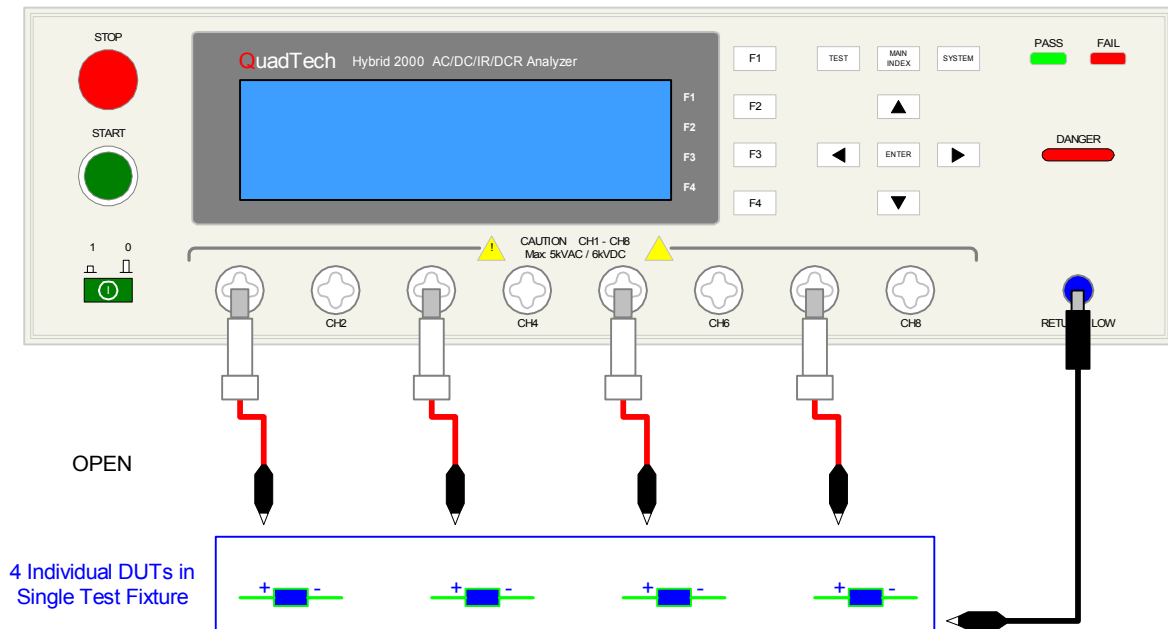 STOP
QuadTech Hybrid 2000 AC/DC/IR/DCR Analyzer
F1
F2
F3
F4
START
1 0
F1
F2
F3
F4
TEST
MAIN
INDEX
SYSTEM
ENTER
PASS FAIL
DANGER
! CAUTION CH1 - CH8
Max: 5kVAC / 6kVDC
CH2
CH4
CH6
CH8
OPEN
4 Individual DUTs in
Single Test Fixture
+ -
+ -
+ -
+ -